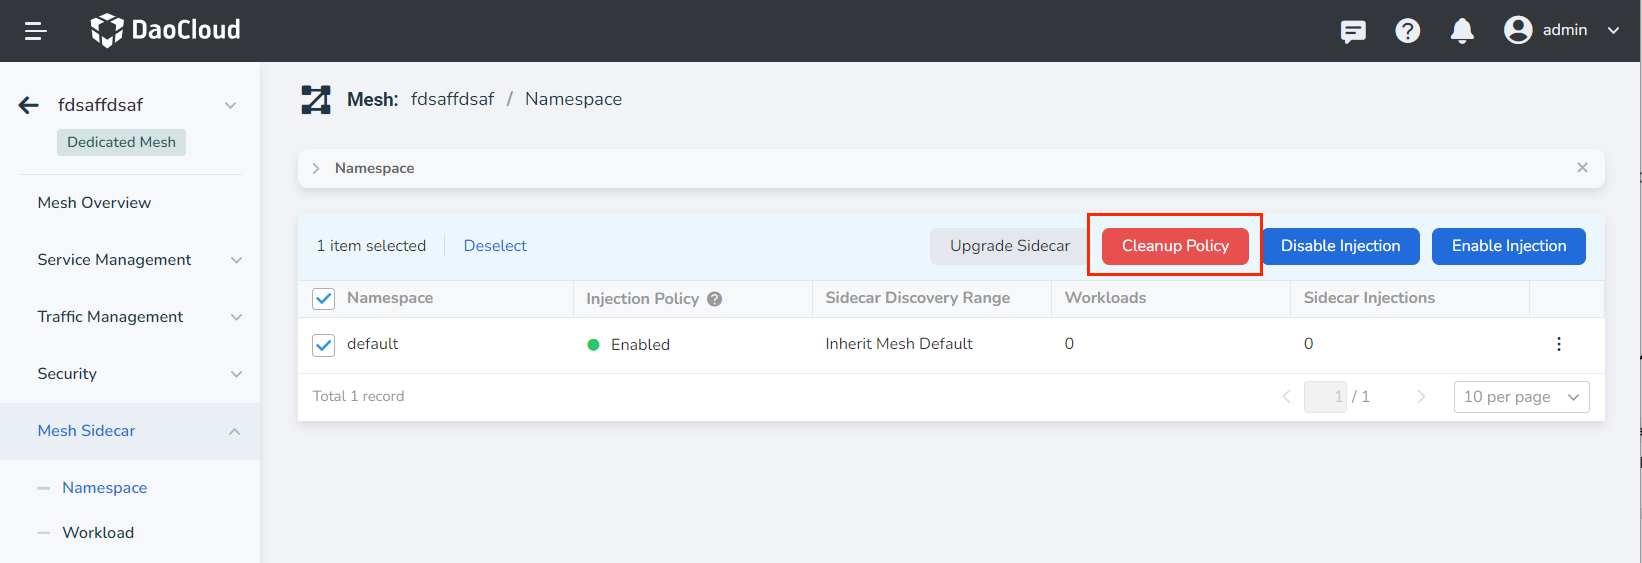 DaoCloud
admin
fdsaffdsaf
Dedicated Mesh
Mesh Overview
Service Management
Traffic Management
Security
Mesh Sidecar
Namespace
Workload
Mesh: fdsaffdsaf / Namespace
Namespace
1 item selected Deselect Upgrade Sidecar Cleanup Policy Disable Injection Enable Injection
Namespace Injection Policy Sidecar Discovery Range Workloads Sidecar Injections
default Enabled Inherit Mesh Default 0 0
Total 1 record 1 / 1 10 per page